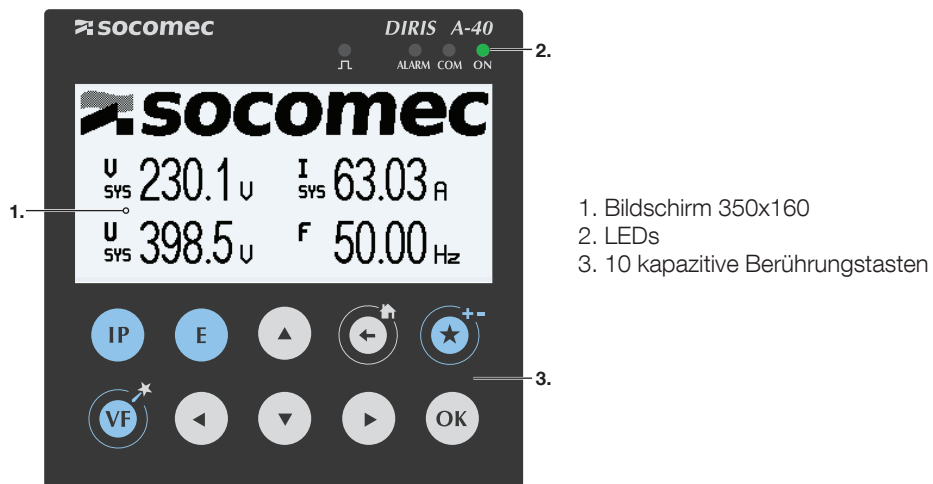 socomec DIRIS A-40
ALARM COM ON
2.
socomec
V SYS 230.1 V I SYS 63.03 A
1.
U SYS 398.5 V F 50.00 Hz
1. Bildschirm 350x160
2. LEDs
3. 10 kapazitive Berührungstasten
+-
IP E
3.
VF OK